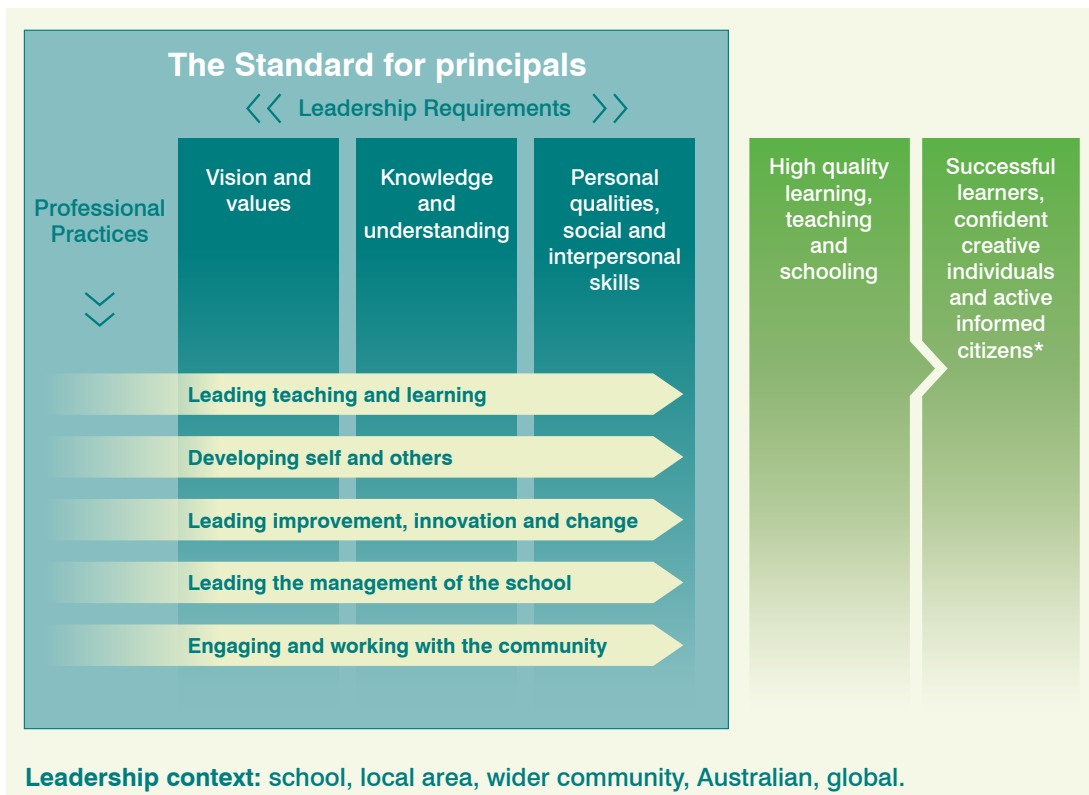 The Standard for principals
Leadership Requirements
Professional
Practices
Vision and
values
Knowledge
and
understanding
Personal
qualities,
social and
interpersonal
skills
High quality
learning,
teaching
and
schooling
Successful
learners,
confident
creative
individuals
and active
informed
citizens*
Leading teaching and learning
Developing self and others
Leading improvement, innovation and change
Leading the management of the school
Engaging and working with the community
Leadership context: school, local area, wider community, Australian, global.